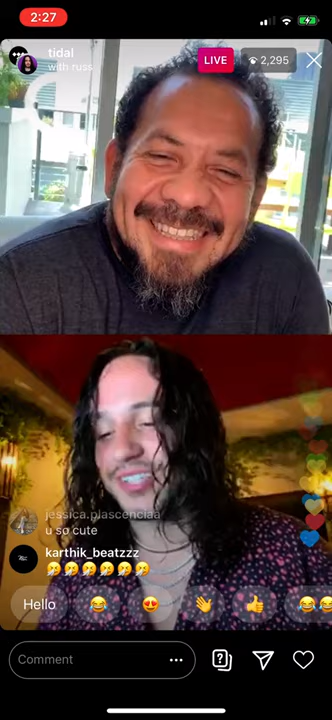 2:27
tidal
with russ
LIVE
2,295
jessica.plascenciaa
u so cute
karthik_beatzzz
🤧🤧🤧🤧🤧🤧
Hello 😂 😍 👋 👍 😂😂
Comment